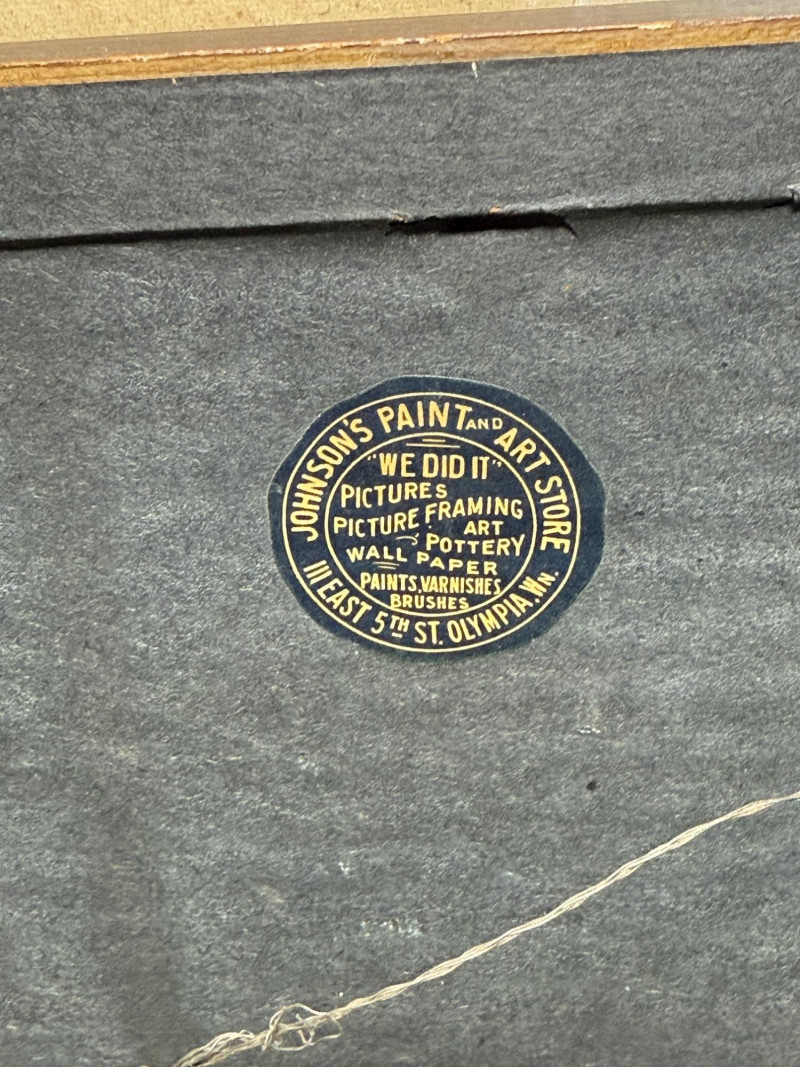 JOHNSON'S PAINT AND ART STORE
"WE DID IT"
PICTURES
PICTURE FRAMING
ART
POTTERY
WALL PAPER
PAINTS, VARNISHES
BRUSHES
111 EAST 5TH ST. OLYMPIA, WN.